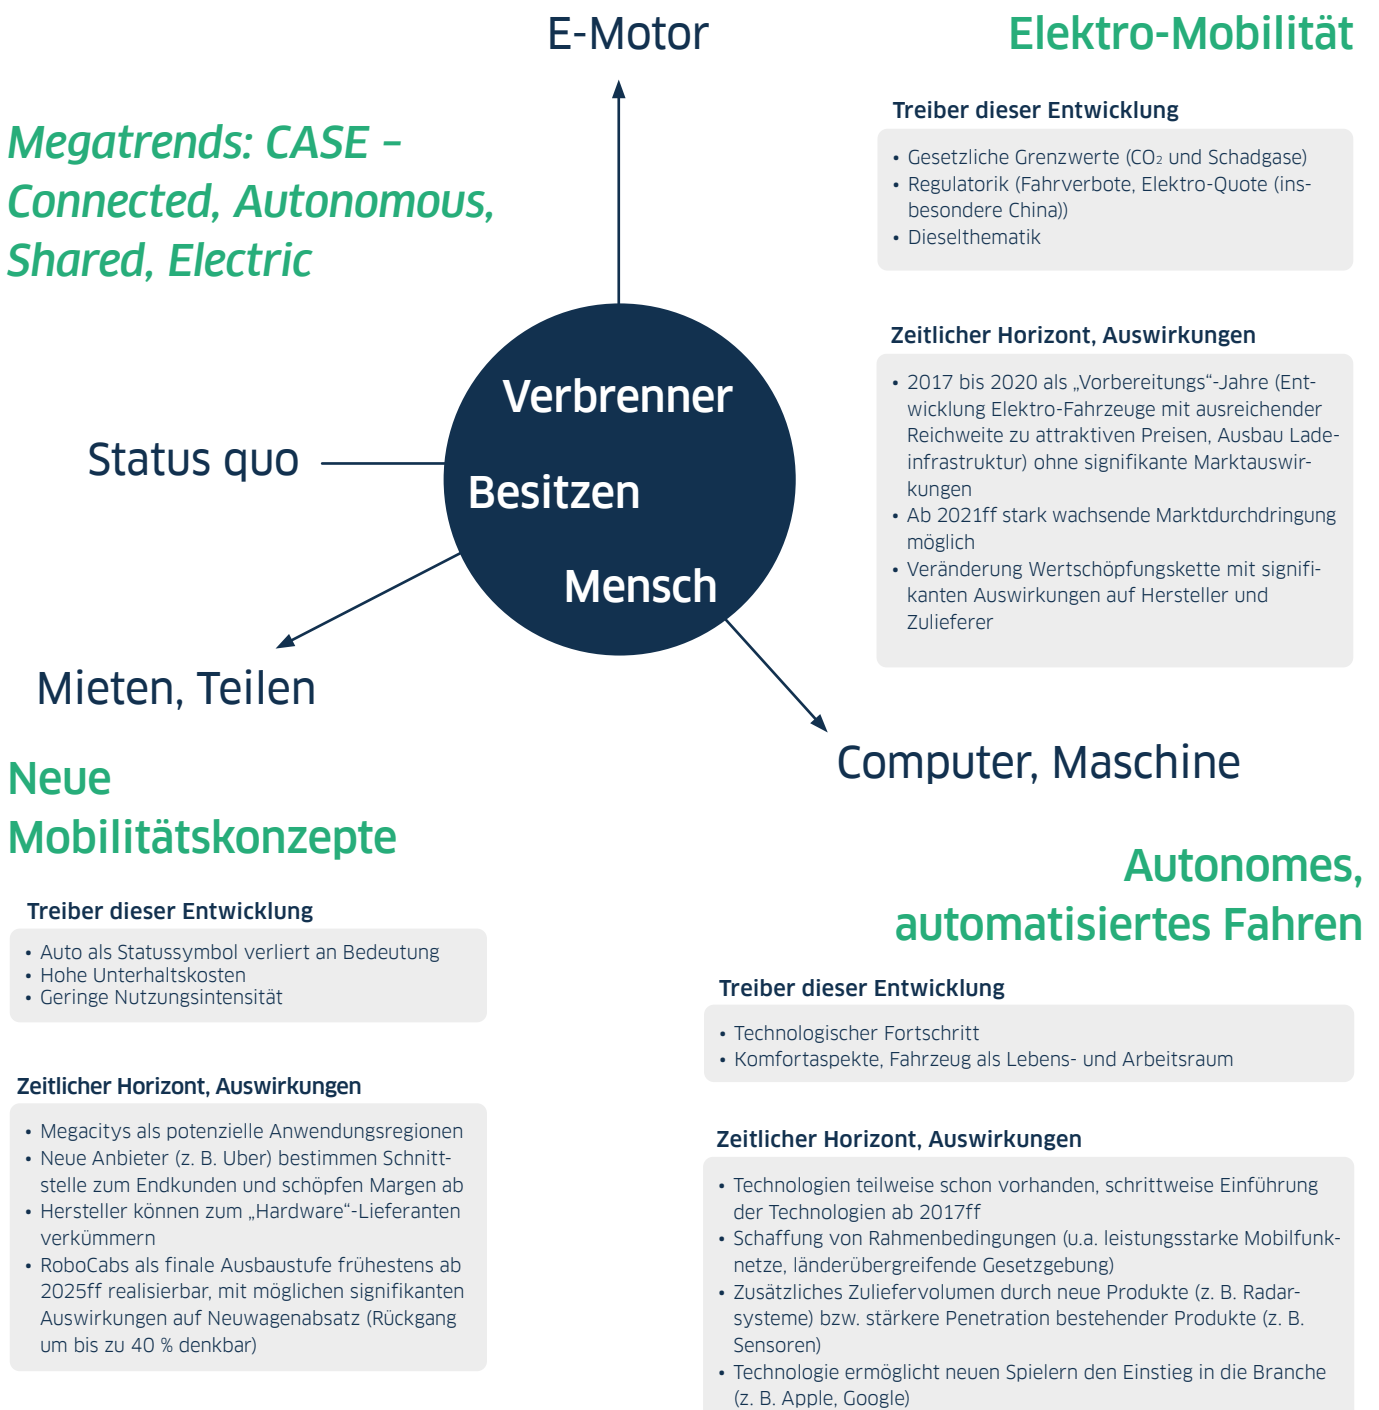 E-Motor
Megatrends: CASE –
Connected, Autonomous,
Shared, Electric
Verbrenner
Besitzen
Mensch
Status quo
Mieten, Teilen
Computer, Maschine
Elektro-Mobilität
Treiber dieser Entwicklung
• Gesetzliche Grenzwerte (CO₂ und Schadgase)
• Regulatorik (Fahrverbote, Elektro-Quote (ins-
besondere China))
• Dieselthematik
Zeitlicher Horizont, Auswirkungen
• 2017 bis 2020 als „Vorbereitungs“-Jahre (Ent-
wicklung Elektro-Fahrzeuge mit ausreichender
Reichweite zu attraktiven Preisen, Ausbau Lade-
infrastruktur) ohne signifikante Marktauswir-
kungen
• Ab 2021ff stark wachsende Marktdurchdringung
möglich
• Veränderung Wertschöpfungskette mit signifi-
kanten Auswirkungen auf Hersteller und
Zulieferer
Neue
Mobilitätskonzepte
Treiber dieser Entwicklung
• Auto als Statussymbol verliert an Bedeutung
• Hohe Unterhaltskosten
• Geringe Nutzungsintensität
Zeitlicher Horizont, Auswirkungen
• Megacitys als potenzielle Anwendungsregionen
• Neue Anbieter (z. B. Uber) bestimmen Schnitt-
stelle zum Endkunden und schöpfen Margen ab
• Hersteller können zum „Hardware“-Lieferanten
verkümmern
• RoboCabs als finale Ausbaustufe frühestens ab
2025ff realisierbar, mit möglichen signifikanten
Auswirkungen auf Neuwagenabsatz (Rückgang
um bis zu 40 % denkbar)
Autonomes,
automatisiertes Fahren
Treiber dieser Entwicklung
• Technologischer Fortschritt
• Komfortaspekte, Fahrzeug als Lebens- und Arbeitsraum
Zeitlicher Horizont, Auswirkungen
• Technologien teilweise schon vorhanden, schrittweise Einführung
der Technologien ab 2017ff
• Schaffung von Rahmenbedingungen (u.a. leistungsstarke Mobilfunk-
netze, länderübergreifende Gesetzgebung)
• Zusätzliches Zuliefervolumen durch neue Produkte (z. B. Radar-
systeme) bzw. stärkere Penetration bestehender Produkte (z. B.
Sensoren)
• Technologie ermöglicht neuen Spielern den Einstieg in die Branche
(z. B. Apple, Google)